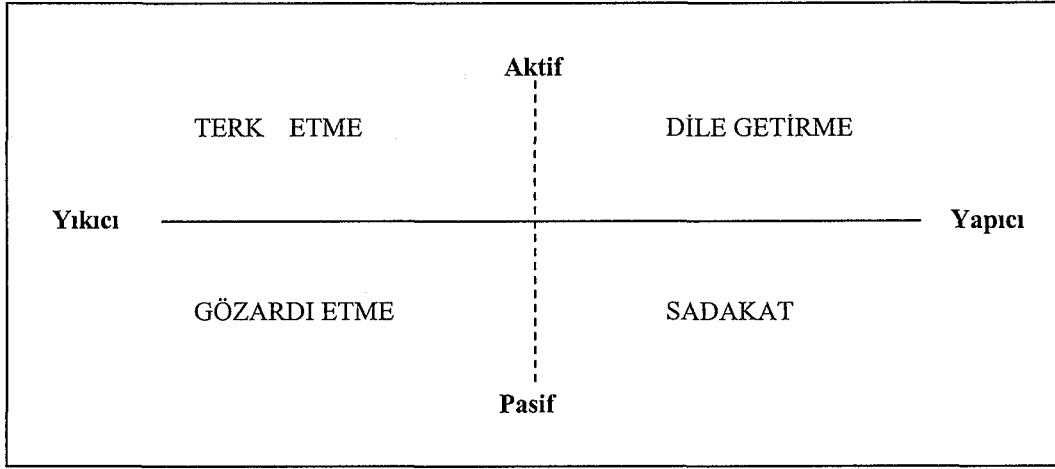 Aktif
TERK ETME
DİLE GETİRME
Yıkıcı
Yapıcı
GÖZARDI ETME
SADAKAT
Pasif